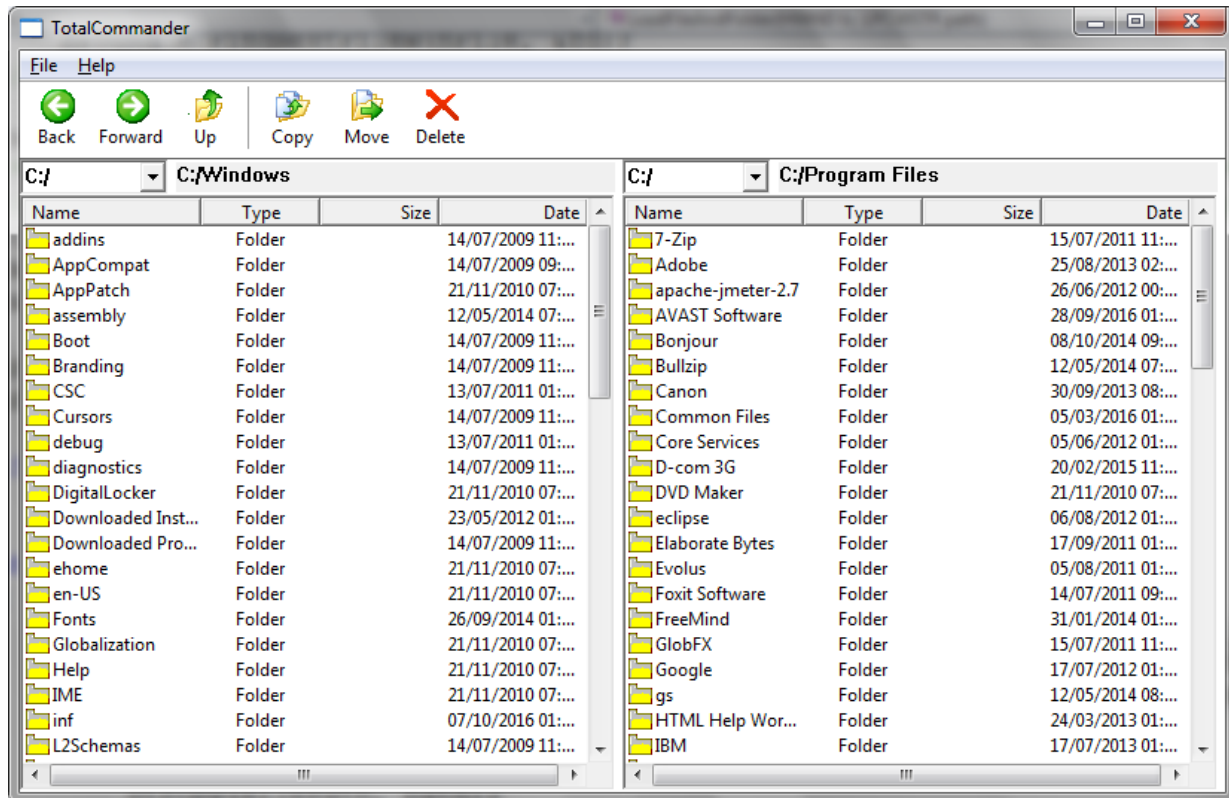 TotalCommander
File Help
Back Forward Up Copy Move Delete
C:/ C:/Windows
Name Type Size Date
addins Folder 14/07/2009 11:...
AppCompat Folder 14/07/2009 09:...
AppPatch Folder 21/11/2010 07:...
assembly Folder 12/05/2014 07:...
Boot Folder 14/07/2009 11:...
Branding Folder 14/07/2009 11:...
CSC Folder 13/07/2011 01:...
Cursors Folder 14/07/2009 11:...
debug Folder 13/07/2011 01:...
diagnostics Folder 14/07/2009 11:...
DigitalLocker Folder 21/11/2010 07:...
Downloaded Inst... Folder 23/05/2012 01:...
Downloaded Pro... Folder 14/07/2009 11:...
ehome Folder 21/11/2010 07:...
en-US Folder 21/11/2010 07:...
Fonts Folder 26/09/2014 01:...
Globalization Folder 21/11/2010 07:...
Help Folder 21/11/2010 07:...
IME Folder 21/11/2010 07:...
inf Folder 07/10/2016 01:...
L2Schemas Folder 14/07/2009 11:...
C:/ C:/Program Files
Name Type Size Date
7-Zip Folder 15/07/2011 11:...
Adobe Folder 25/08/2013 02:...
apache-jmeter-2.7 Folder 26/06/2012 00:...
AVAST Software Folder 28/09/2016 01:...
Bonjour Folder 08/10/2014 09:...
Bullzip Folder 12/05/2014 07:...
Canon Folder 30/09/2013 08:...
Common Files Folder 05/03/2016 01:...
Core Services Folder 05/06/2012 01:...
D-com 3G Folder 20/02/2015 11:...
DVD Maker Folder 21/11/2010 07:...
eclipse Folder 06/08/2012 01:...
Elaborate Bytes Folder 17/09/2011 01:...
Evolus Folder 05/08/2011 01:...
Foxit Software Folder 14/07/2011 09:...
FreeMind Folder 31/01/2014 01:...
GlobFX Folder 15/07/2011 11:...
Google Folder 17/07/2012 01:...
gs Folder 12/05/2014 08:...
HTML Help Wor... Folder 24/03/2013 01:...
IBM Folder 17/07/2013 01:...